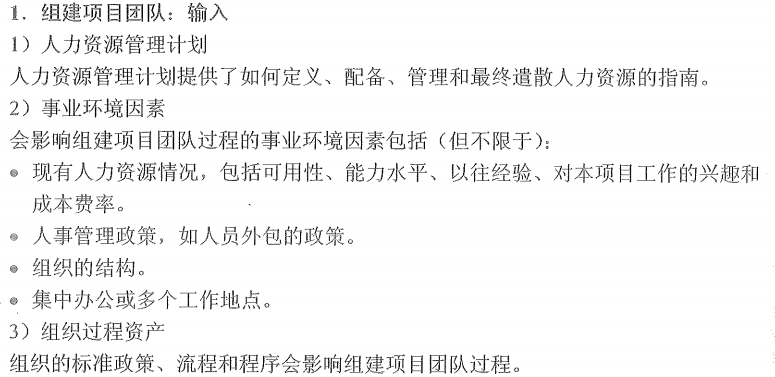 1．组建项目团队：输入
1）人力资源管理计划
人力资源管理计划提供了如何定义、配备、管理和最终遣散人力资源的指南。
2）事业环境因素
会影响组建项目团队过程的事业环境因素包括（但不限于）：
● 现有人力资源情况，包括可用性、能力水平、以往经验、对本项目工作的兴趣和
成本费率。
● 人事管理政策，如人员外包的政策。
● 组织的结构。
● 集中办公或多个工作地点。
3）组织过程资产
组织的标准政策、流程和程序会影响组建项目团队过程。